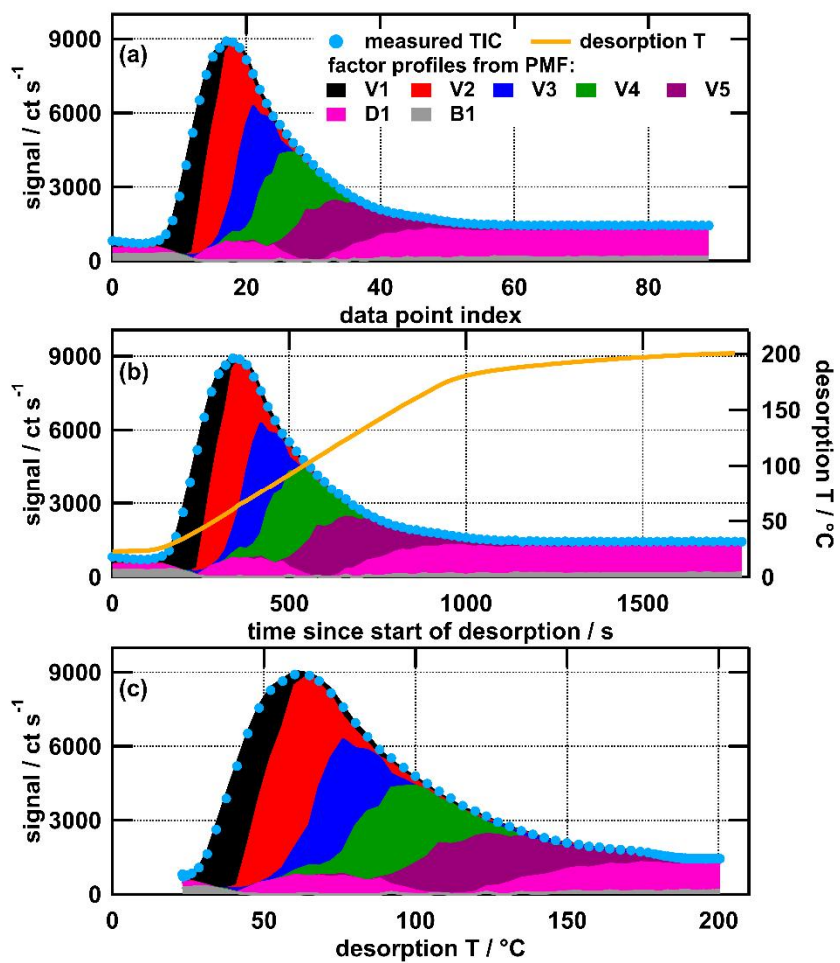 (a)
measured TIC
desorption T
factor profiles from PMF:
V1 V2 V3 V4 V5
D1 B1
9000
6000
3000
0
signal / ct s⁻¹
0 20 40 60 80
data point index
(b)
9000
6000
3000
0
signal / ct s⁻¹
200
150
100
50
0
desorption T / °C
0 500 1000 1500
time since start of desorption / s
(c)
9000
6000
3000
0
signal / ct s⁻¹
0 50 100 150 200
desorption T / °C